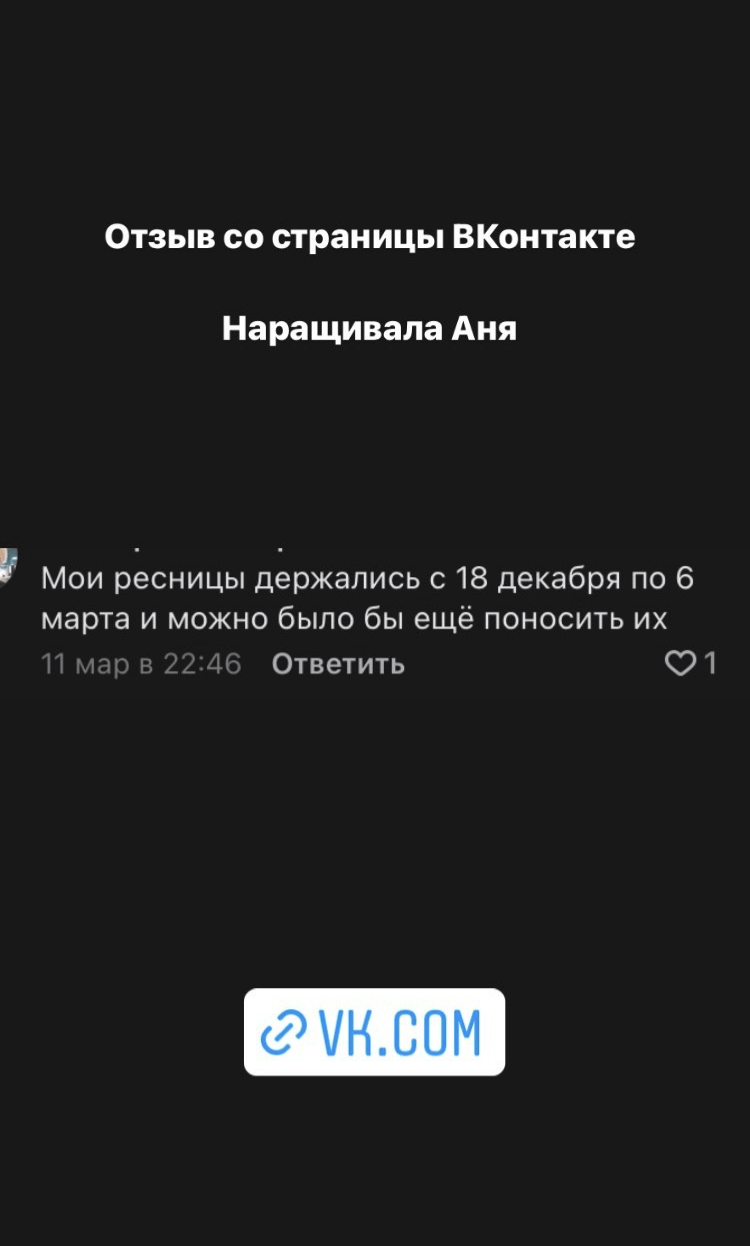 Отзыв со страницы ВКонтакте
Наращивала Аня
Мои ресницы держались с 18 декабря по 6
марта и можно было бы ещё поносить их
11 мар в 22:46 Ответить 1
VK.COM